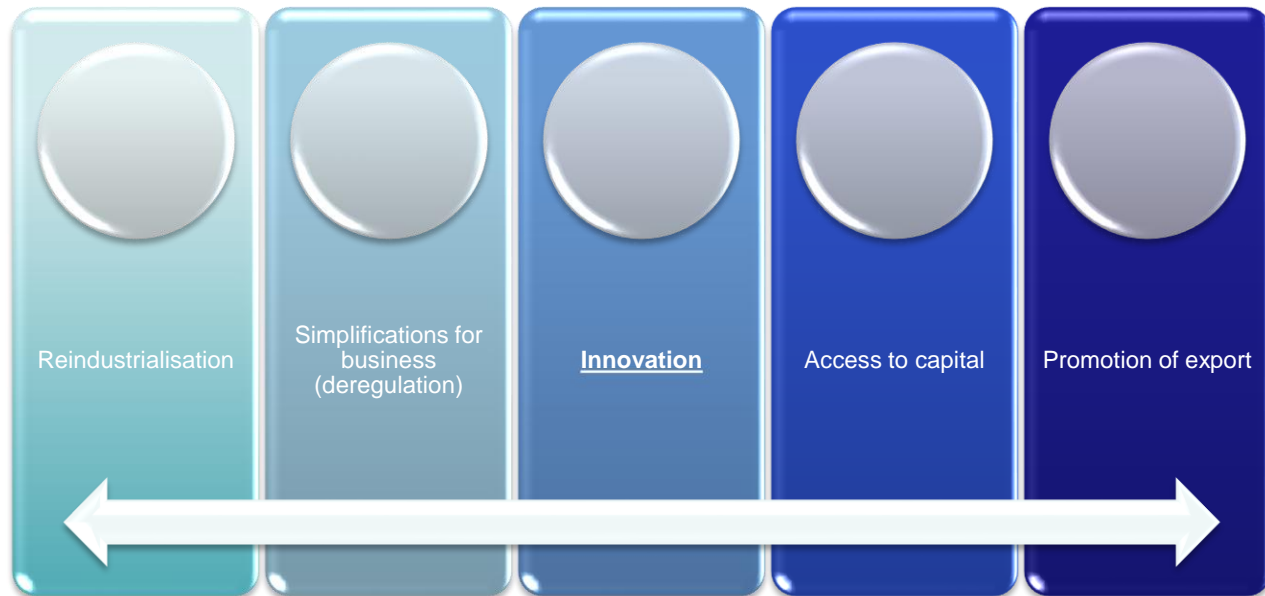 Reindustrialisation
Simplifications for
business
(deregulation)
Innovation
Access to capital
Promotion of export